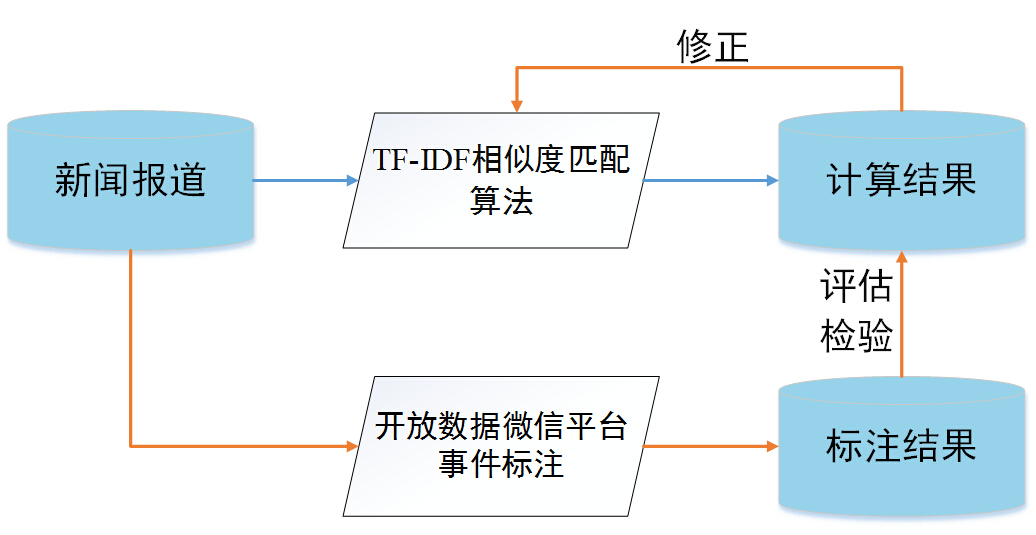 修正
新闻报道
TF-IDF相似度匹配
算法
计算结果
评估
检验
开放数据微信平台
事件标注
标注结果